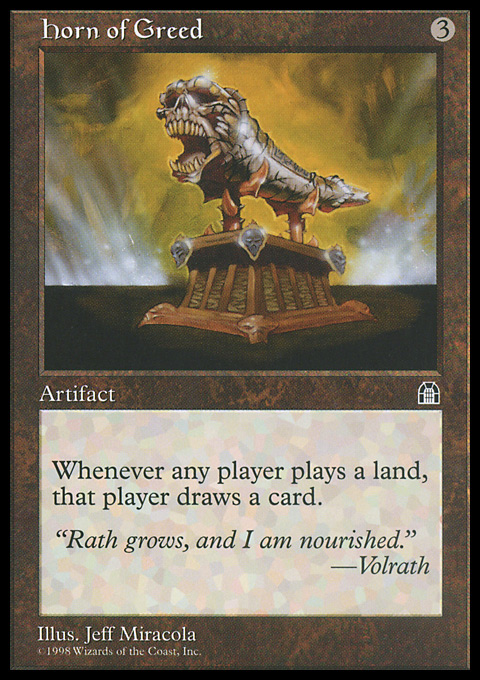 Horn of Greed
3
Artifact
Whenever any player plays a land,
that player draws a card.
“Rath grows, and I am nourished.”
—Volrath
Illus. Jeff Miracola
©1998 Wizards of the Coast, Inc.